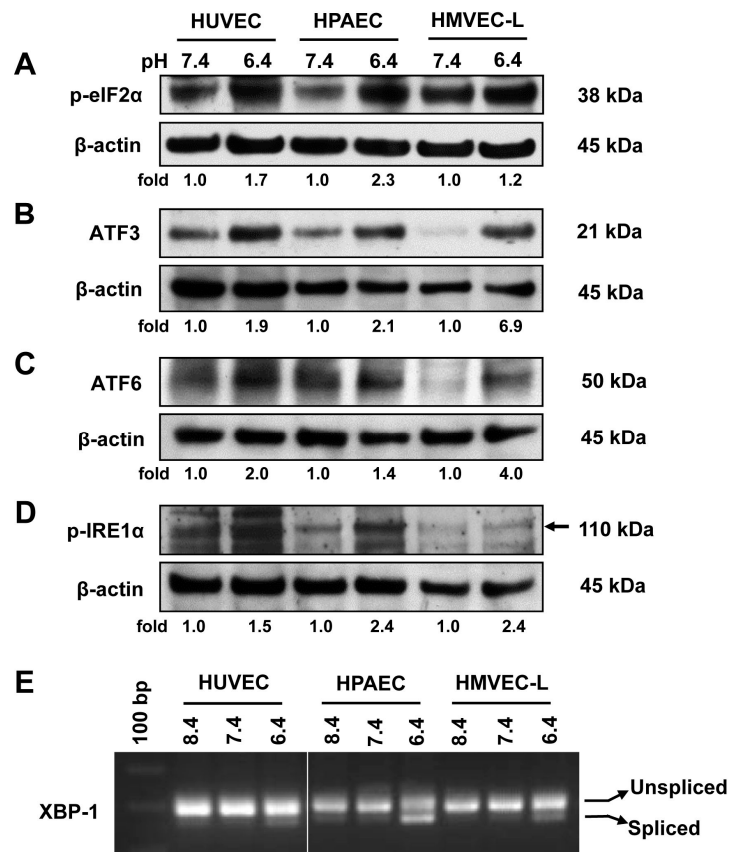 HUVEC HPAEC HMVEC-L
pH 7.4 6.4 7.4 6.4 7.4 6.4
A
p-eIF2α 38 kDa
β-actin 45 kDa
fold 1.0 1.7 1.0 2.3 1.0 1.2
B
ATF3 21 kDa
β-actin 45 kDa
fold 1.0 1.9 1.0 2.1 1.0 6.9
C
ATF6 50 kDa
β-actin 45 kDa
fold 1.0 2.0 1.0 1.4 1.0 4.0
D
p-IRE1α 110 kDa
β-actin 45 kDa
fold 1.0 1.5 1.0 2.4 1.0 2.4
E
HUVEC HPAEC HMVEC-L
100 bp 8.4 7.4 6.4 8.4 7.4 6.4 8.4 7.4 6.4
XBP-1
Unspliced
Spliced